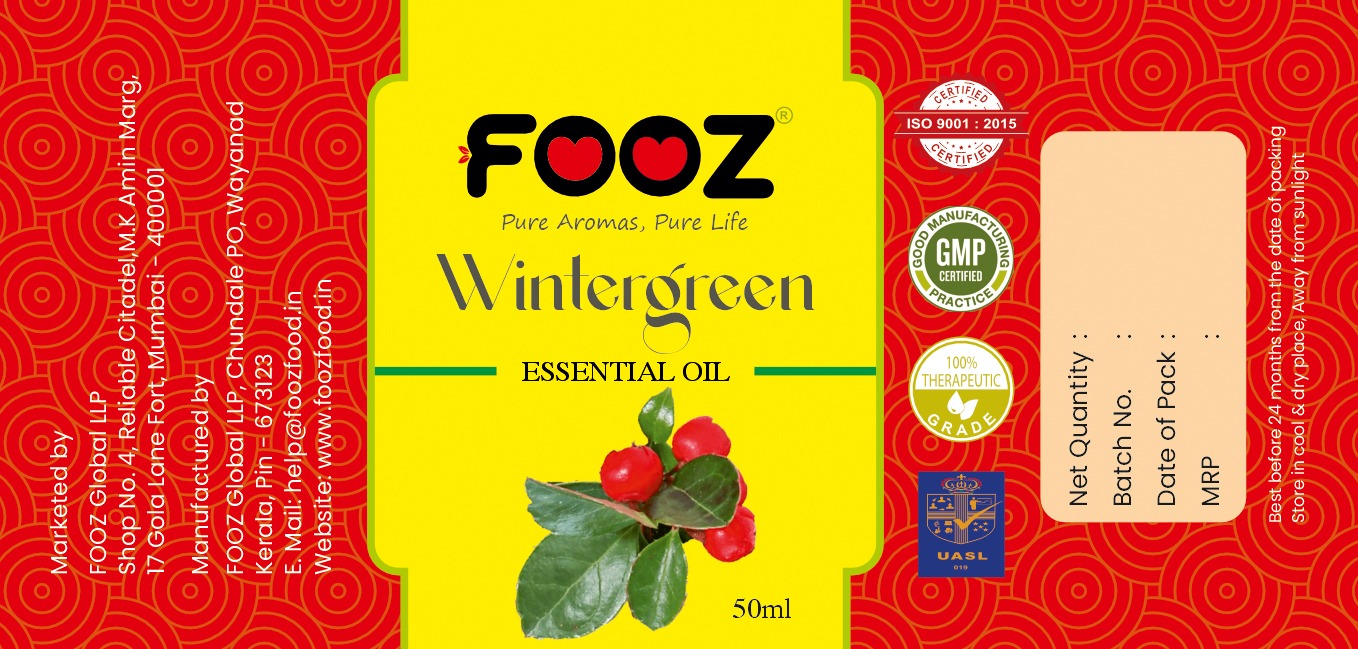 Marketed by
FOOZ Global LLP
Shop No. 4, Reliable Citadel,M.K Amin Marg,
17 Gola Lane Fort, Mumbai - 400001
Manufactured by
FOOZ Global LLP, Chundale PO, Wayanad
Kerala, Pin - 673123
E. Mail: help@foozfood.in
Website: www.foozfood.in
FOOZ®
Pure Aromas, Pure Life
Wintergreen
ESSENTIAL OIL
50ml
CERTIFIED
ISO 9001 : 2015
CERTIFIED
GOOD MANUFACTURING
GMP
CERTIFIED
PRACTICE
100%
THERAPEUTIC
GRADE
UASL
019
Net Quantity :
Batch No. :
Date of Pack :
MRP :
Best before 24 months from the date of packing
Store in cool & dry place, Away from sunlight